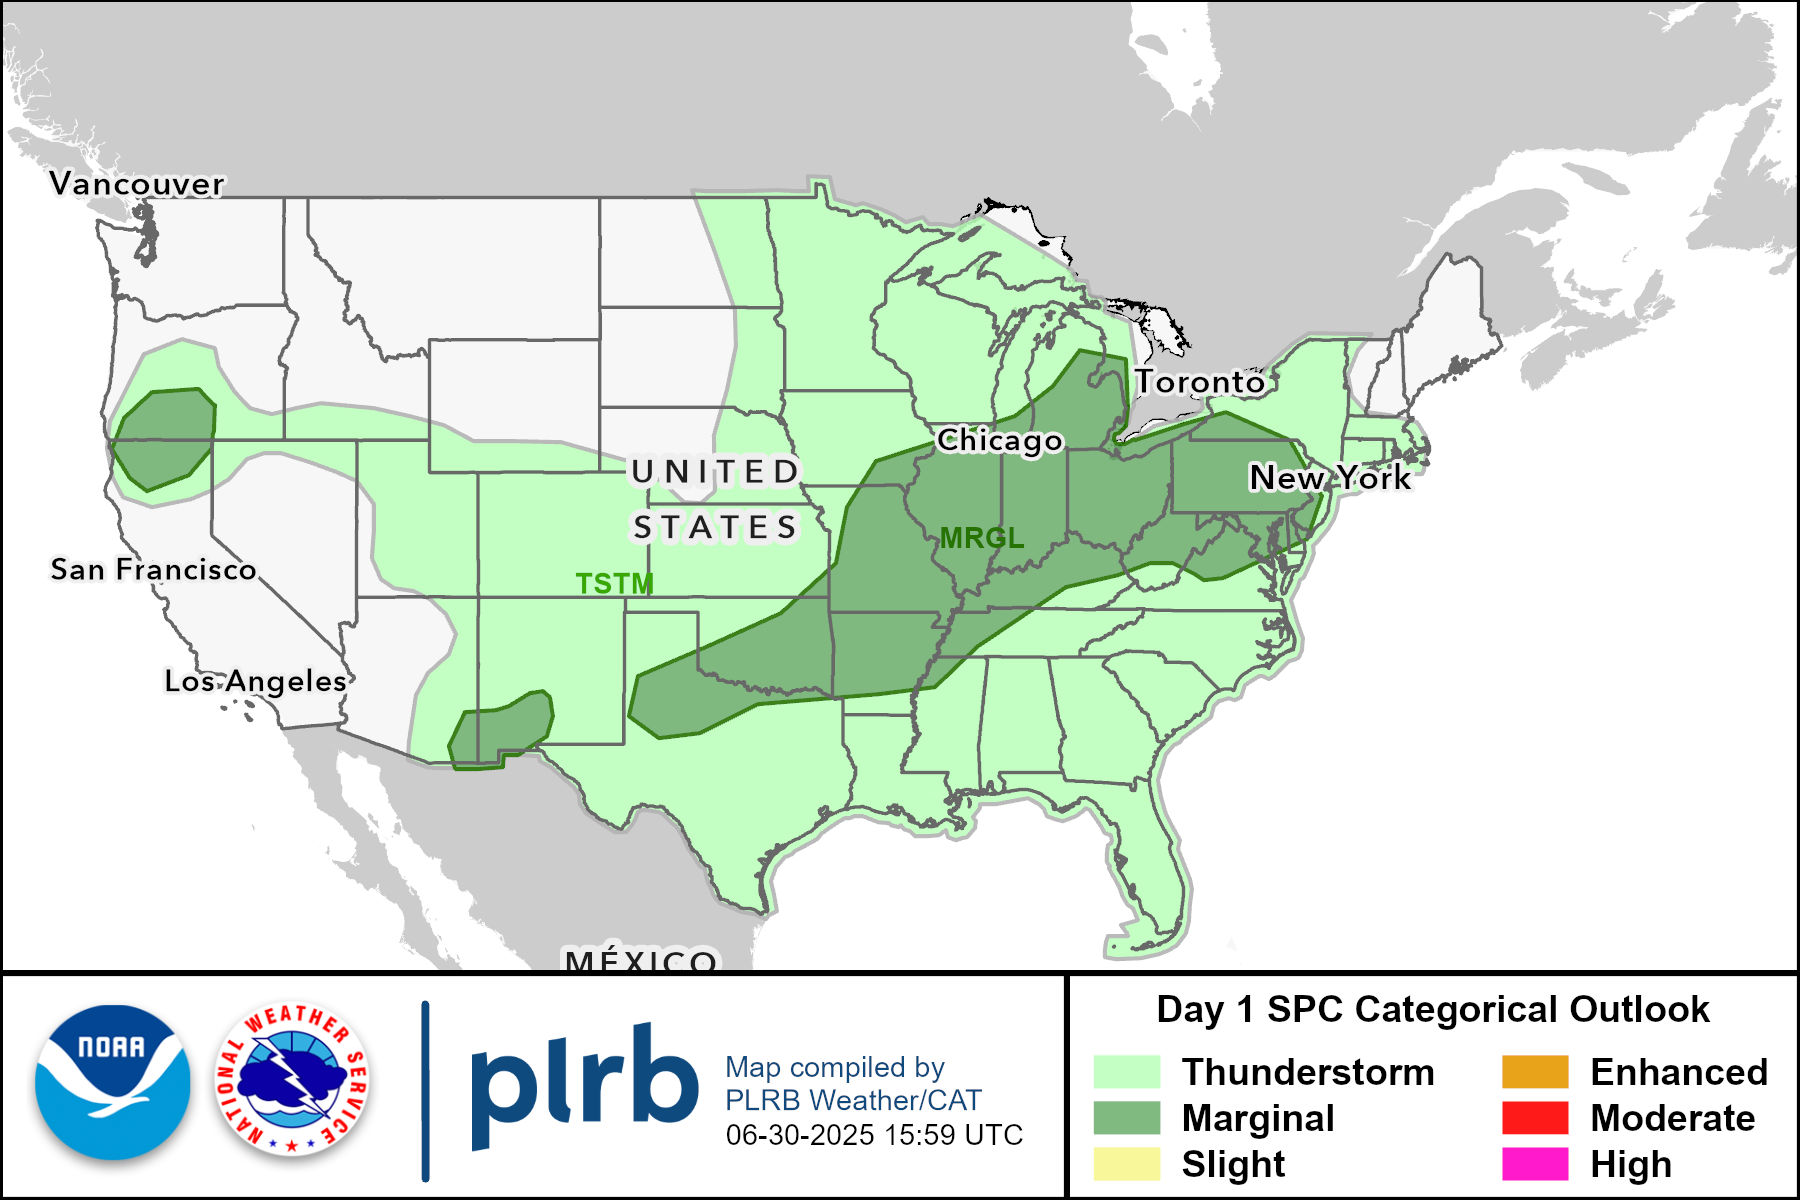 Vancouver
Toronto
Chicago
UNITED
New York
STATES
MRGL
San Francisco
TSTM
Los Angeles
MÉXICO
NOAA
NATIONAL WEATHER SERVICE
plrb
Map compiled by
PLRB Weather/CAT
06-30-2025 15:59 UTC
Day 1 SPC Categorical Outlook
Thunderstorm
Marginal
Slight
Enhanced
Moderate
High